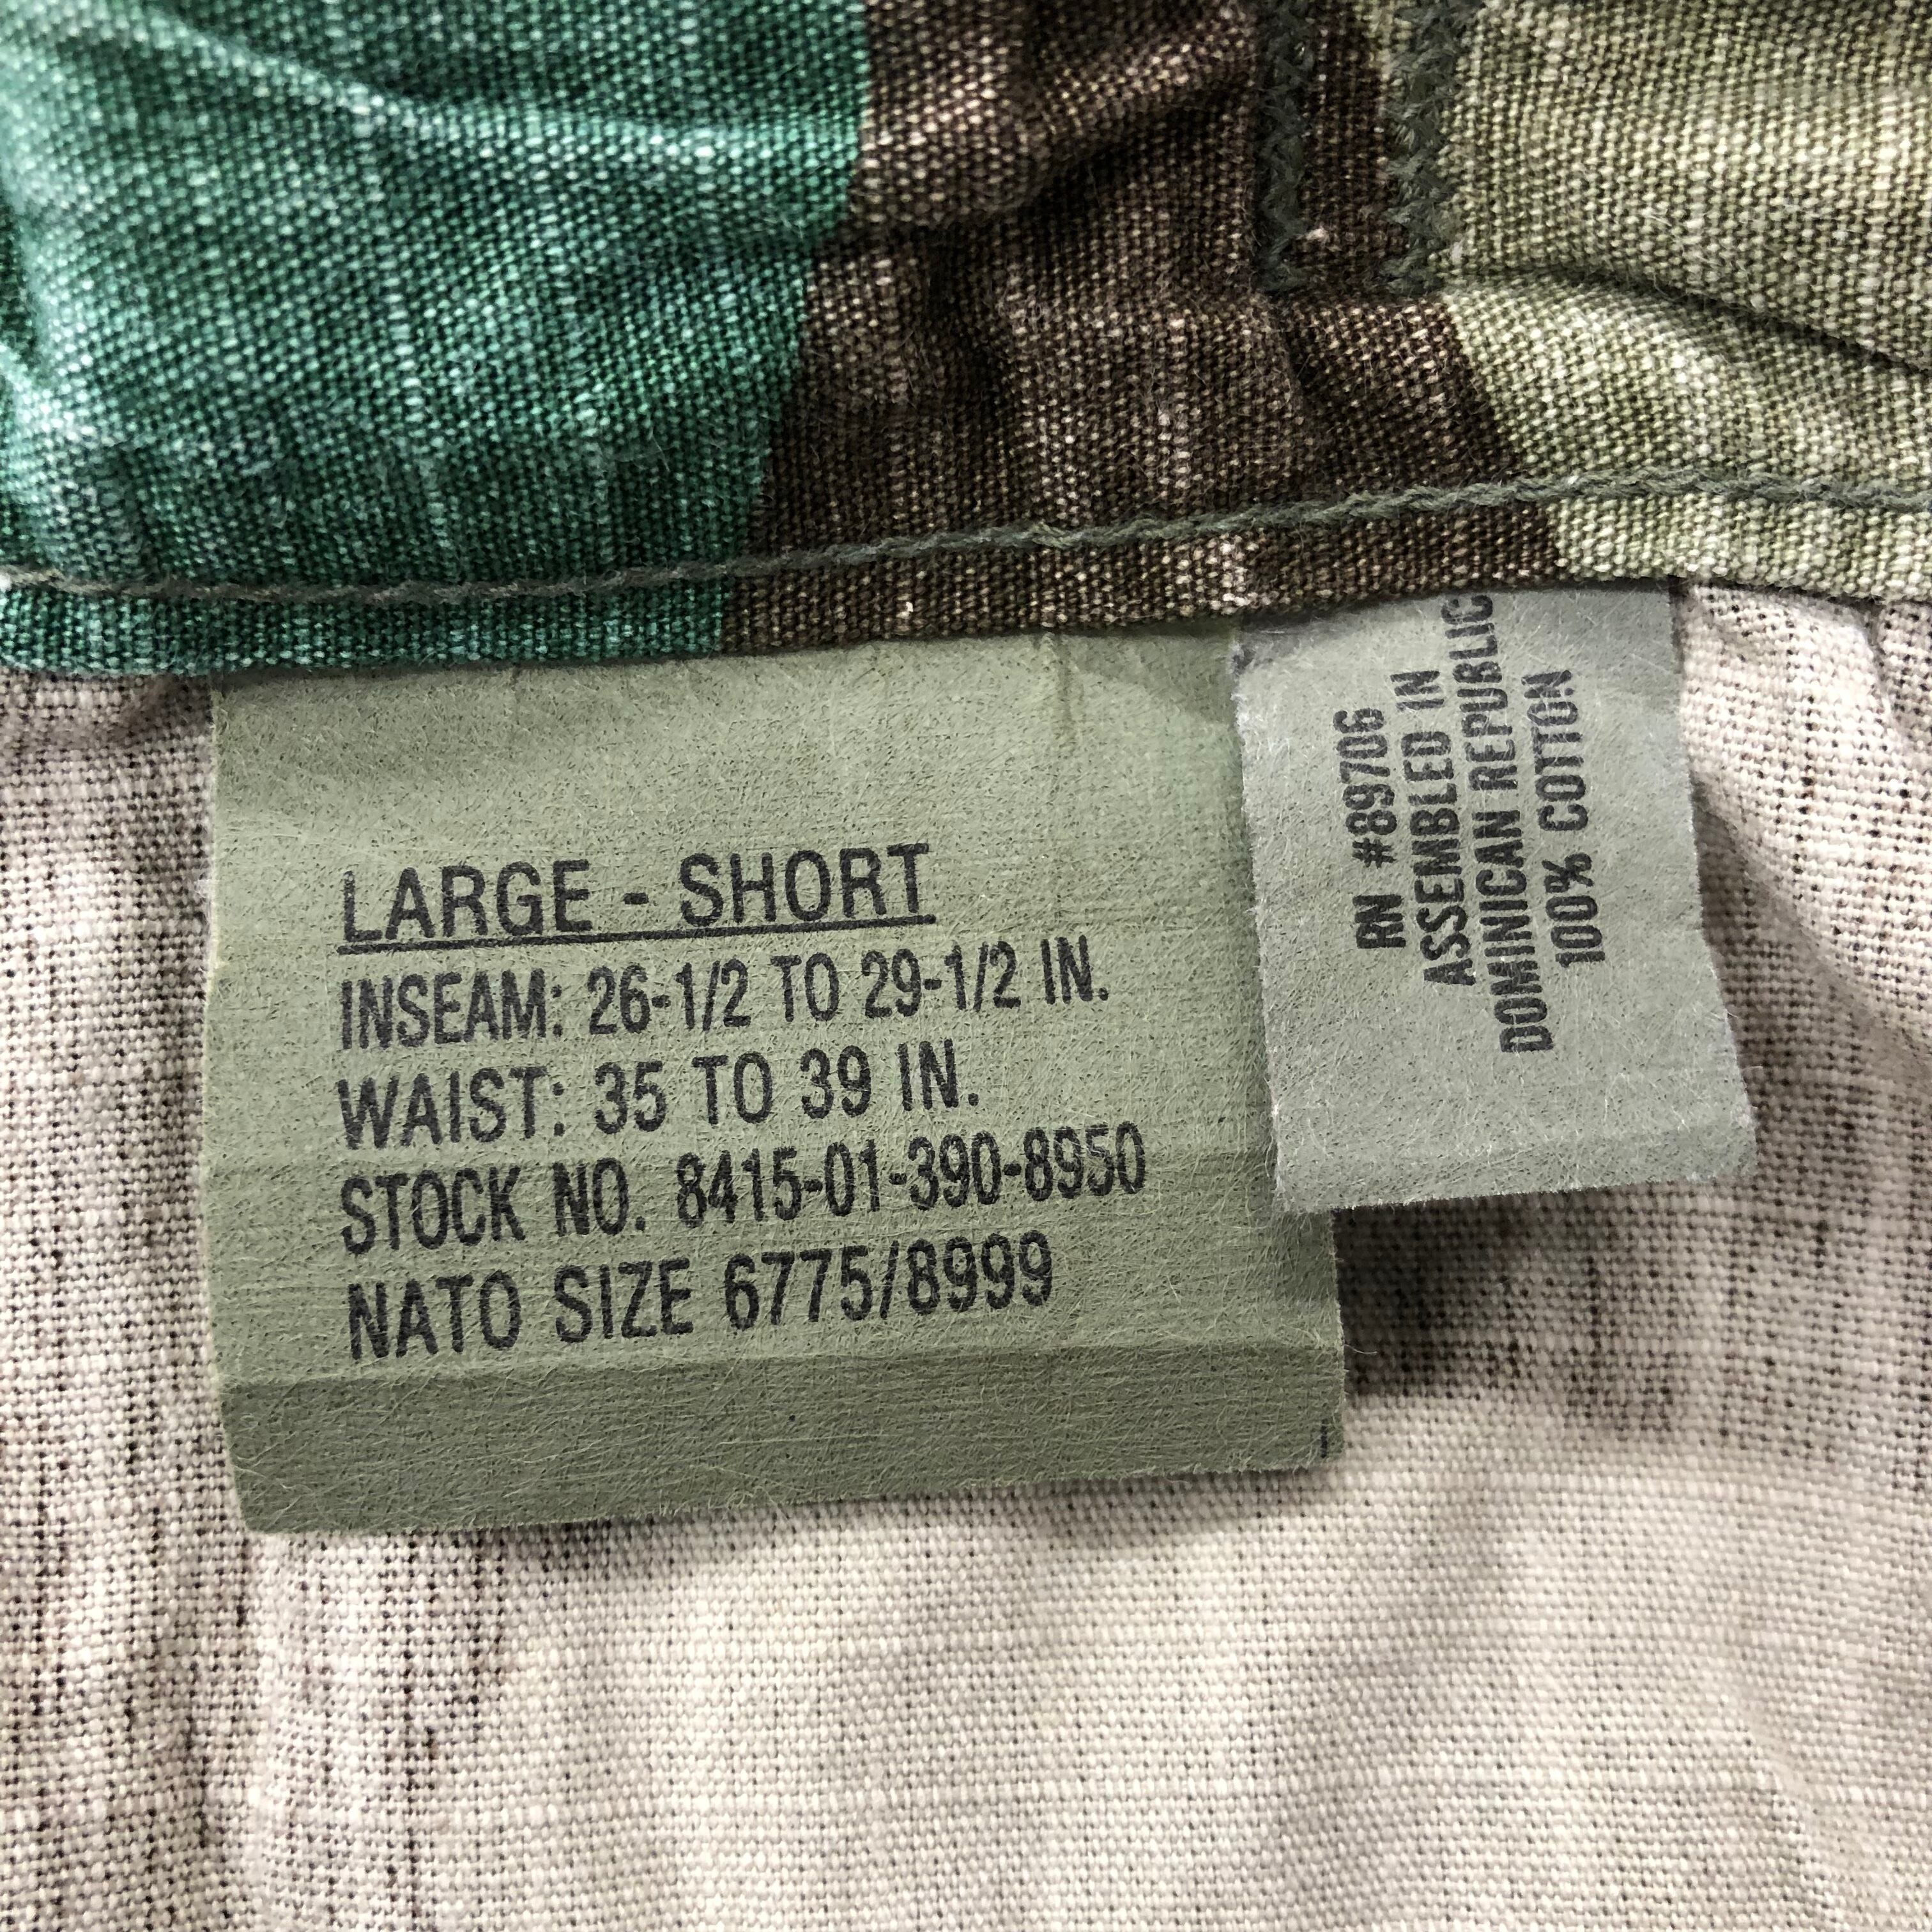 LARGE - SHORT
INSEAM: 26-1/2 TO 29-1/2 IN.
WAIST: 35 TO 39 IN.
STOCK NO. 8415-01-390-8950
NATO SIZE 6775/8999
RN #89706
ASSEMBLED IN
DOMINICAN REPUBLIC
100% COTTON